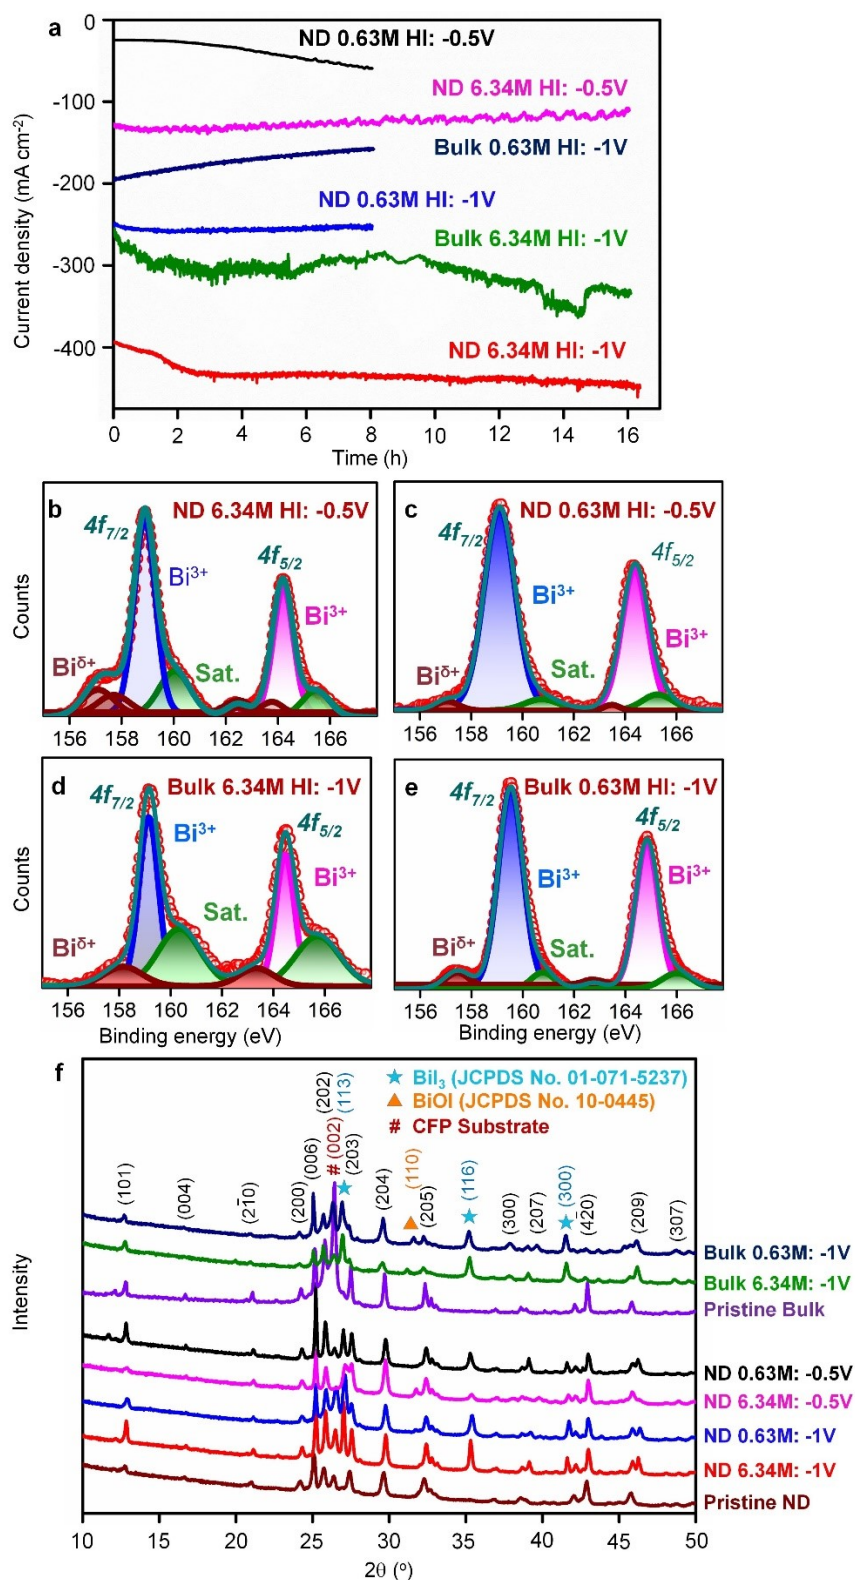 a
0
-100
-200
-300
-400
Current density (mA cm⁻²)
ND 0.63M HI: -0.5V
ND 6.34M HI: -0.5V
Bulk 0.63M HI: -1V
ND 0.63M HI: -1V
Bulk 6.34M HI: -1V
ND 6.34M HI: -1V
0 2 4 6 8 10 12 14 16
Time (h)
b
ND 6.34M HI: -0.5V
4f7/2
4f5/2
Bi³⁺
Bi³⁺
Biδ⁺
Sat.
Counts
156 158 160 162 164 166
c
ND 0.63M HI: -0.5V
4f7/2
4f5/2
Bi³⁺
Bi³⁺
Biδ⁺
Sat.
156 158 160 162 164 166
d
Bulk 6.34M HI: -1V
4f7/2
4f5/2
Bi³⁺
Bi³⁺
Sat.
Biδ⁺
Counts
156 158 160 162 164 166
Binding energy (eV)
e
Bulk 0.63M HI: -1V
4f7/2
4f5/2
Bi³⁺
Bi³⁺
Biδ⁺
Sat.
156 158 160 162 164 166
Binding energy (eV)
f
★ BiI₃ (JCPDS No. 01-071-5237)
▲ BiOI (JCPDS No. 10-0445)
# CFP Substrate
(101)
(004)
(2̄10)
(200)
(006)
(202)
# (002)
(113)
(203)
(204)
(110)
(205)
(116)
(300)
(207)
(300)
(42̄0)
(209)
(307)
Bulk 0.63M: -1V
Bulk 6.34M: -1V
Pristine Bulk
ND 0.63M: -0.5V
ND 6.34M: -0.5V
ND 0.63M: -1V
ND 6.34M: -1V
Pristine ND
Intensity
10 15 20 25 30 35 40 45 50
2θ (°)